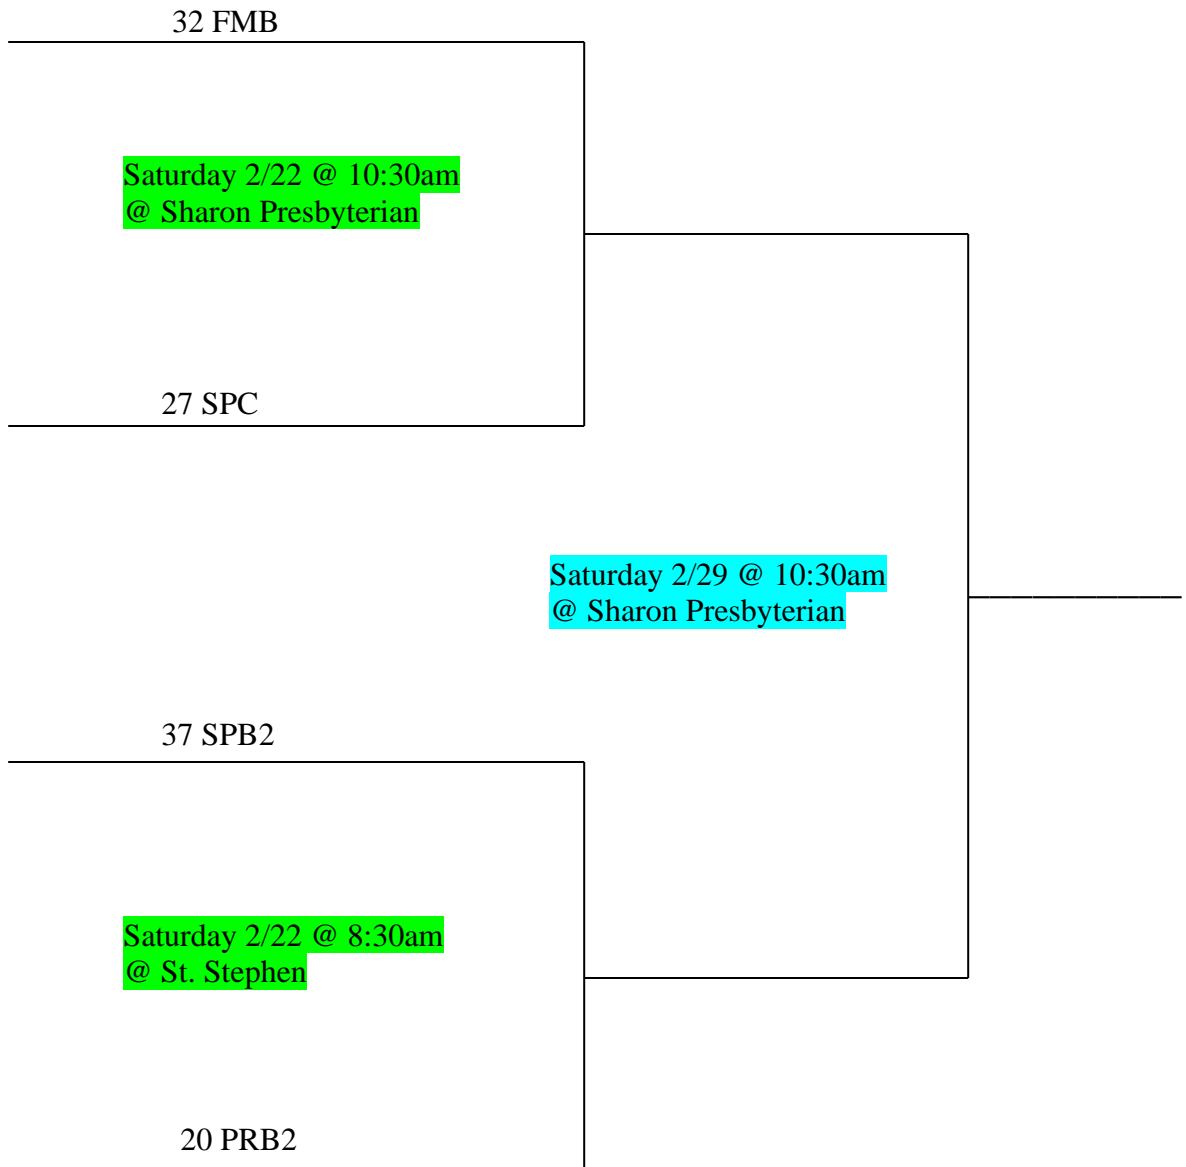 32 FMB
Saturday 2/22 @ 10:30am
@ Sharon Presbyterian
27 SPC
Saturday 2/29 @ 10:30am
@ Sharon Presbyterian
37 SPB2
Saturday 2/22 @ 8:30am
@ St. Stephen
20 PRB2